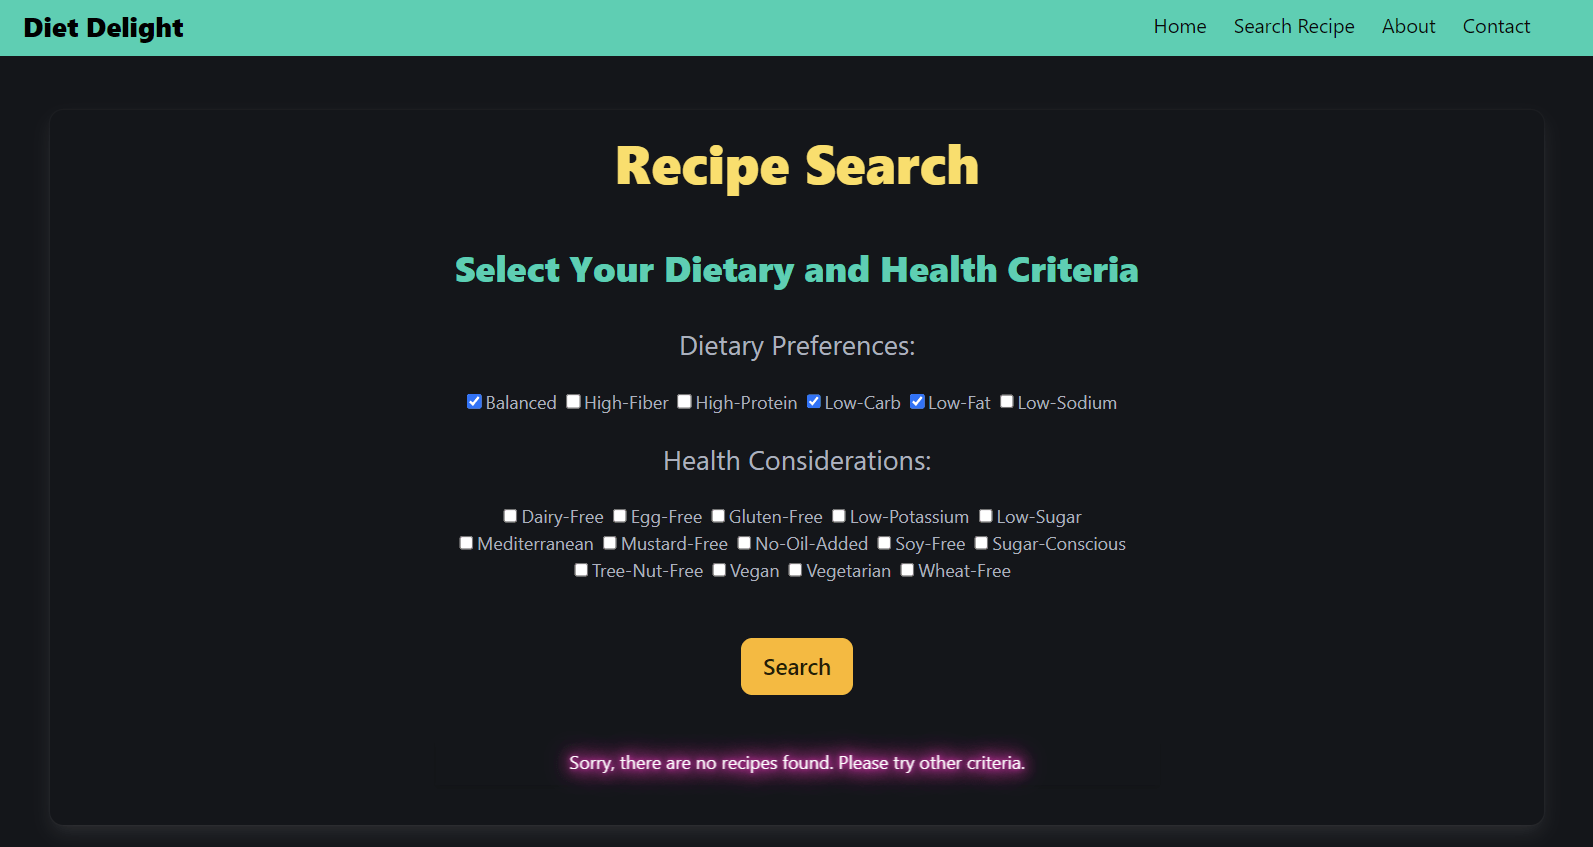 Diet Delight
Home Search Recipe About Contact
Recipe Search
Select Your Dietary and Health Criteria
Dietary Preferences:
Balanced High-Fiber High-Protein Low-Carb Low-Fat Low-Sodium
Health Considerations:
Dairy-Free Egg-Free Gluten-Free Low-Potassium Low-Sugar
Mediterranean Mustard-Free No-Oil-Added Soy-Free Sugar-Conscious
Tree-Nut-Free Vegan Vegetarian Wheat-Free
Search
Sorry, there are no recipes found. Please try other criteria.